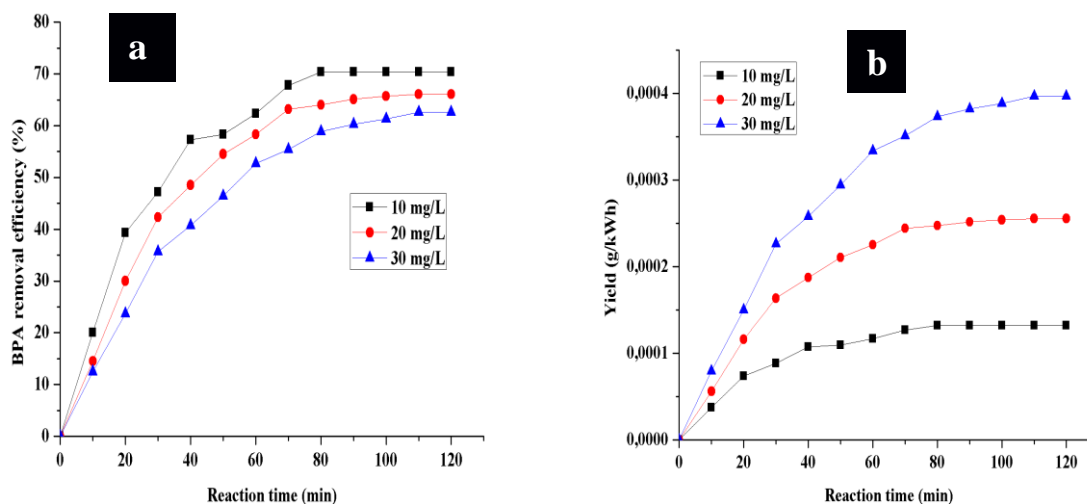 a
BPA removal efficiency (%)
80
70
60
50
40
30
20
10
0
10 mg/L
20 mg/L
30 mg/L
0 20 40 60 80 100 120
Reaction time (min)
b
Yield (g/kWh)
0,0004
0,0003
0,0002
0,0001
0,0000
10 mg/L
20 mg/L
30 mg/L
0 20 40 60 80 100 120
Reaction time (min)